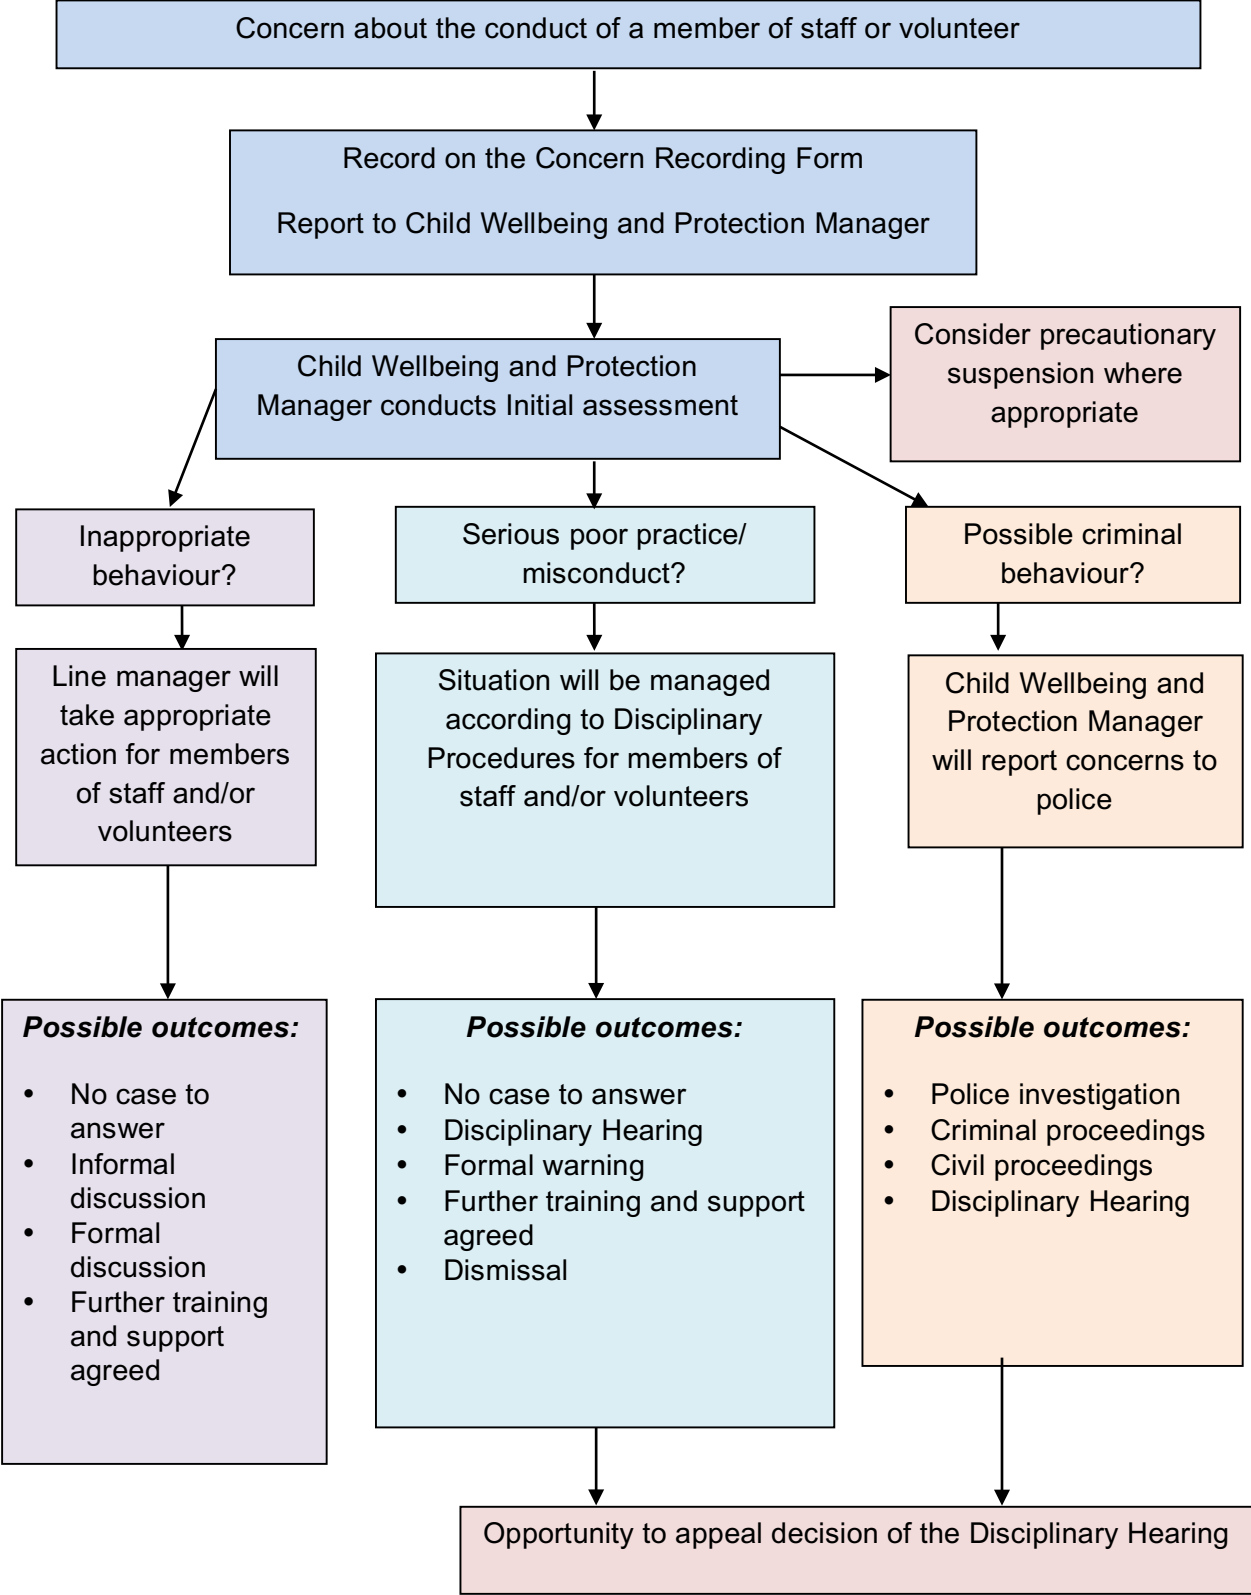 Concern about the conduct of a member of staff or volunteer
Record on the Concern Recording Form
Report to Child Wellbeing and Protection Manager
Child Wellbeing and Protection
Manager conducts Initial assessment
Consider precautionary
suspension where
appropriate
Inappropriate
behaviour?
Serious poor practice/
misconduct?
Possible criminal
behaviour?
Line manager will
take appropriate
action for members
of staff and/or
volunteers
Situation will be managed
according to Disciplinary
Procedures for members of
staff and/or volunteers
Child Wellbeing and
Protection Manager
will report concerns to
police
Possible outcomes:
• No case to
answer
• Informal
discussion
• Formal
discussion
• Further training
and support
agreed
Possible outcomes:
• No case to answer
• Disciplinary Hearing
• Formal warning
• Further training and support
agreed
• Dismissal
Possible outcomes:
• Police investigation
• Criminal proceedings
• Civil proceedings
• Disciplinary Hearing
Opportunity to appeal decision of the Disciplinary Hearing